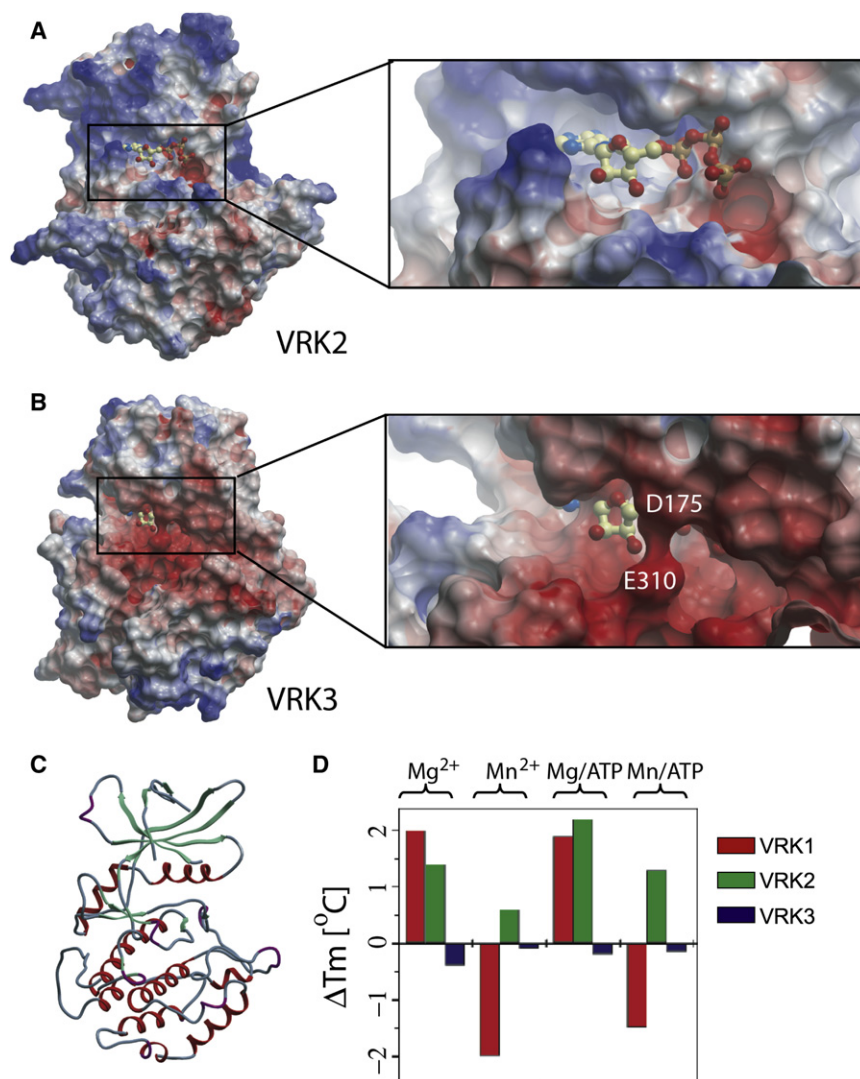 A
VRK2
B
D175
E310
VRK3
C
D
Mg2+ Mn2+ Mg/ATP Mn/ATP
2
1
0
−1
−2
ΔTm [°C]
VRK1
VRK2
VRK3